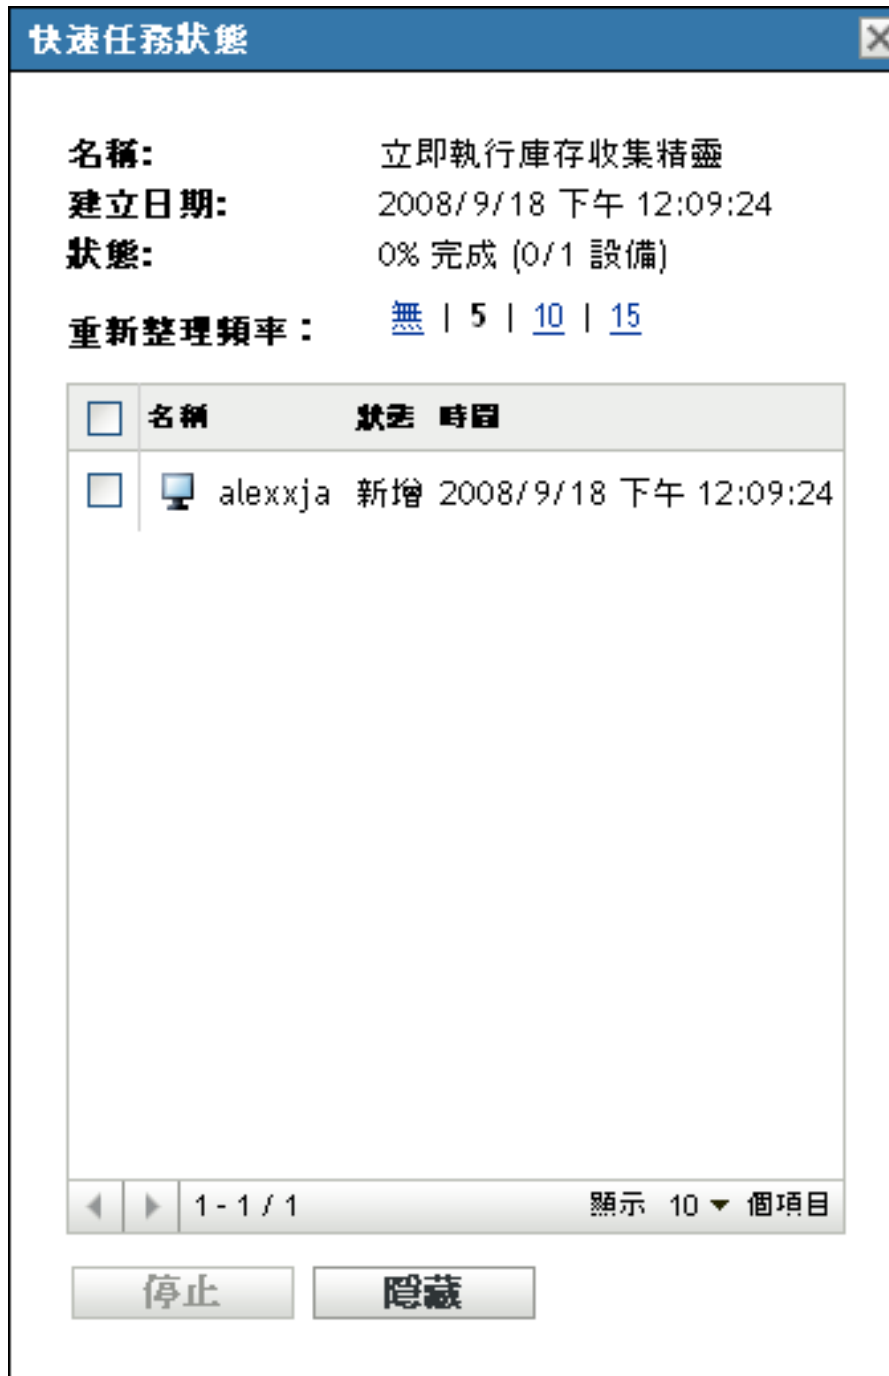 快速任務狀態
名稱: 立即執行庫存收集精靈
建立日期: 2008/9/18 下午 12:09:24
狀態: 0% 完成 (0/1 設備)
重新整理頻率： 無 | 5 | 10 | 15
名稱 狀態 時間
alexxja 新增 2008/9/18 下午 12:09:24
1 - 1 / 1 顯示 10 個項目
停止 隱藏